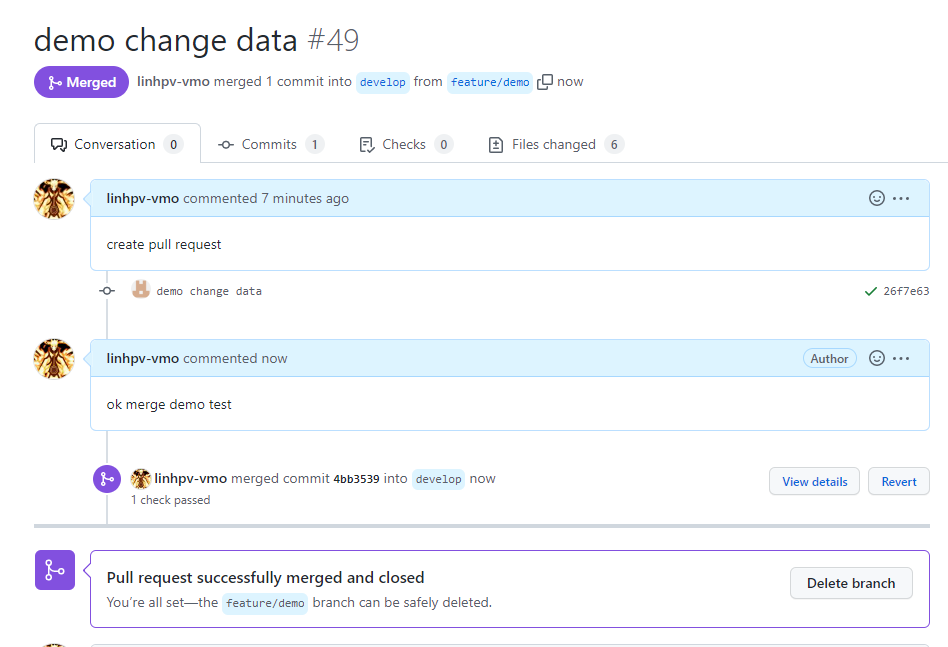 demo change data #49
Merged linhpv-vmo merged 1 commit into develop from feature/demo now
Conversation 0 Commits 1 Checks 0 Files changed 6
linhpv-vmo commented 7 minutes ago
create pull request
demo change data 26f7e63
linhpv-vmo commented now Author
ok merge demo test
linhpv-vmo merged commit 4bb3539 into develop now View details Revert
1 check passed
Pull request successfully merged and closed
You’re all set—the feature/demo branch can be safely deleted. Delete branch